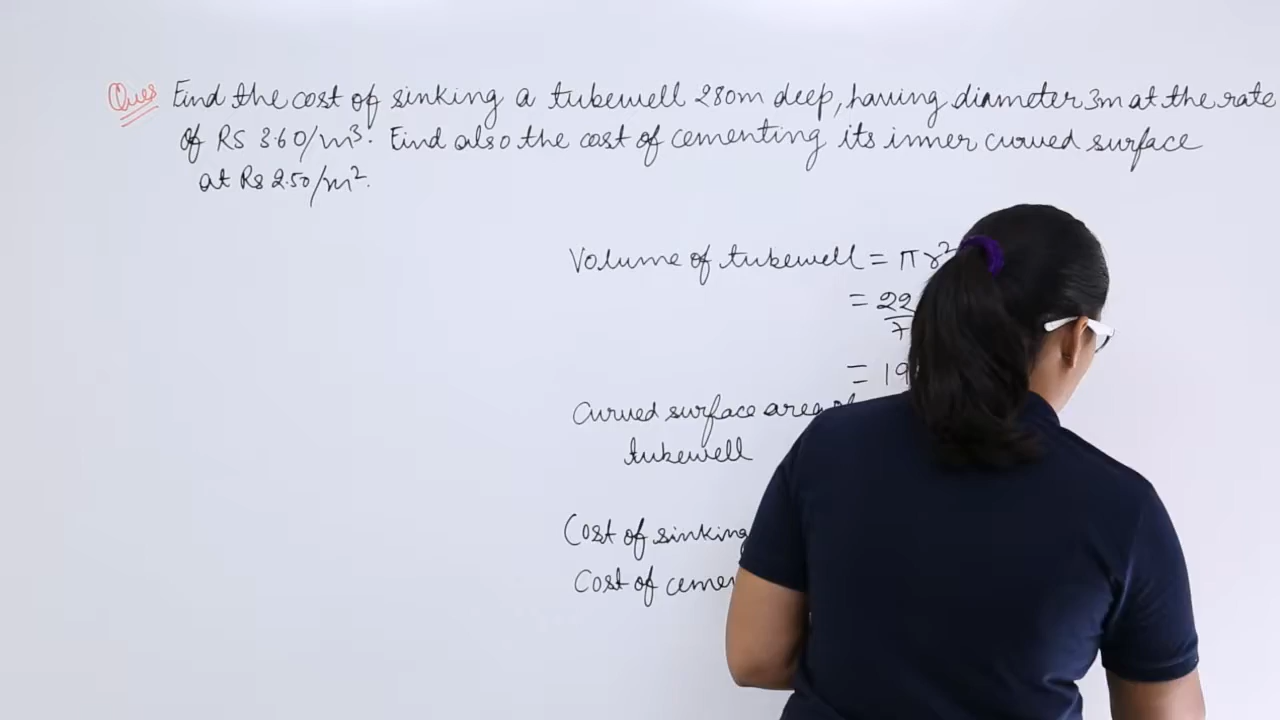 Ques Find the cost of sinking a tubewell 280m deep, having diameter 3m at the rate
of RS 3.60/m³. Find also the cost of cementing its inner curved surface
at Rs 2.50/m².
Volume of tubewell = πr²
= 22/7
= 19
Curved surface area of
tubewell
Cost of sinking
Cost of cemen